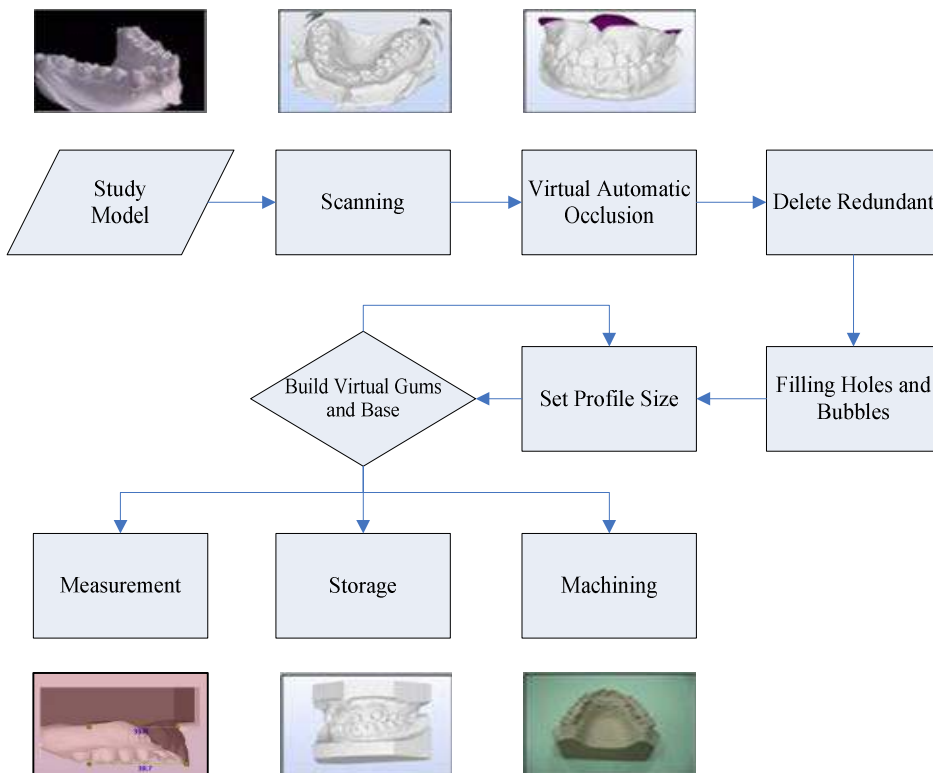 Study
Model
Scanning
Virtual Automatic
Occlusion
Delete Redundant
Build Virtual Gums
and Base
Set Profile Size
Filling Holes and
Bubbles
Measurement
Storage
Machining